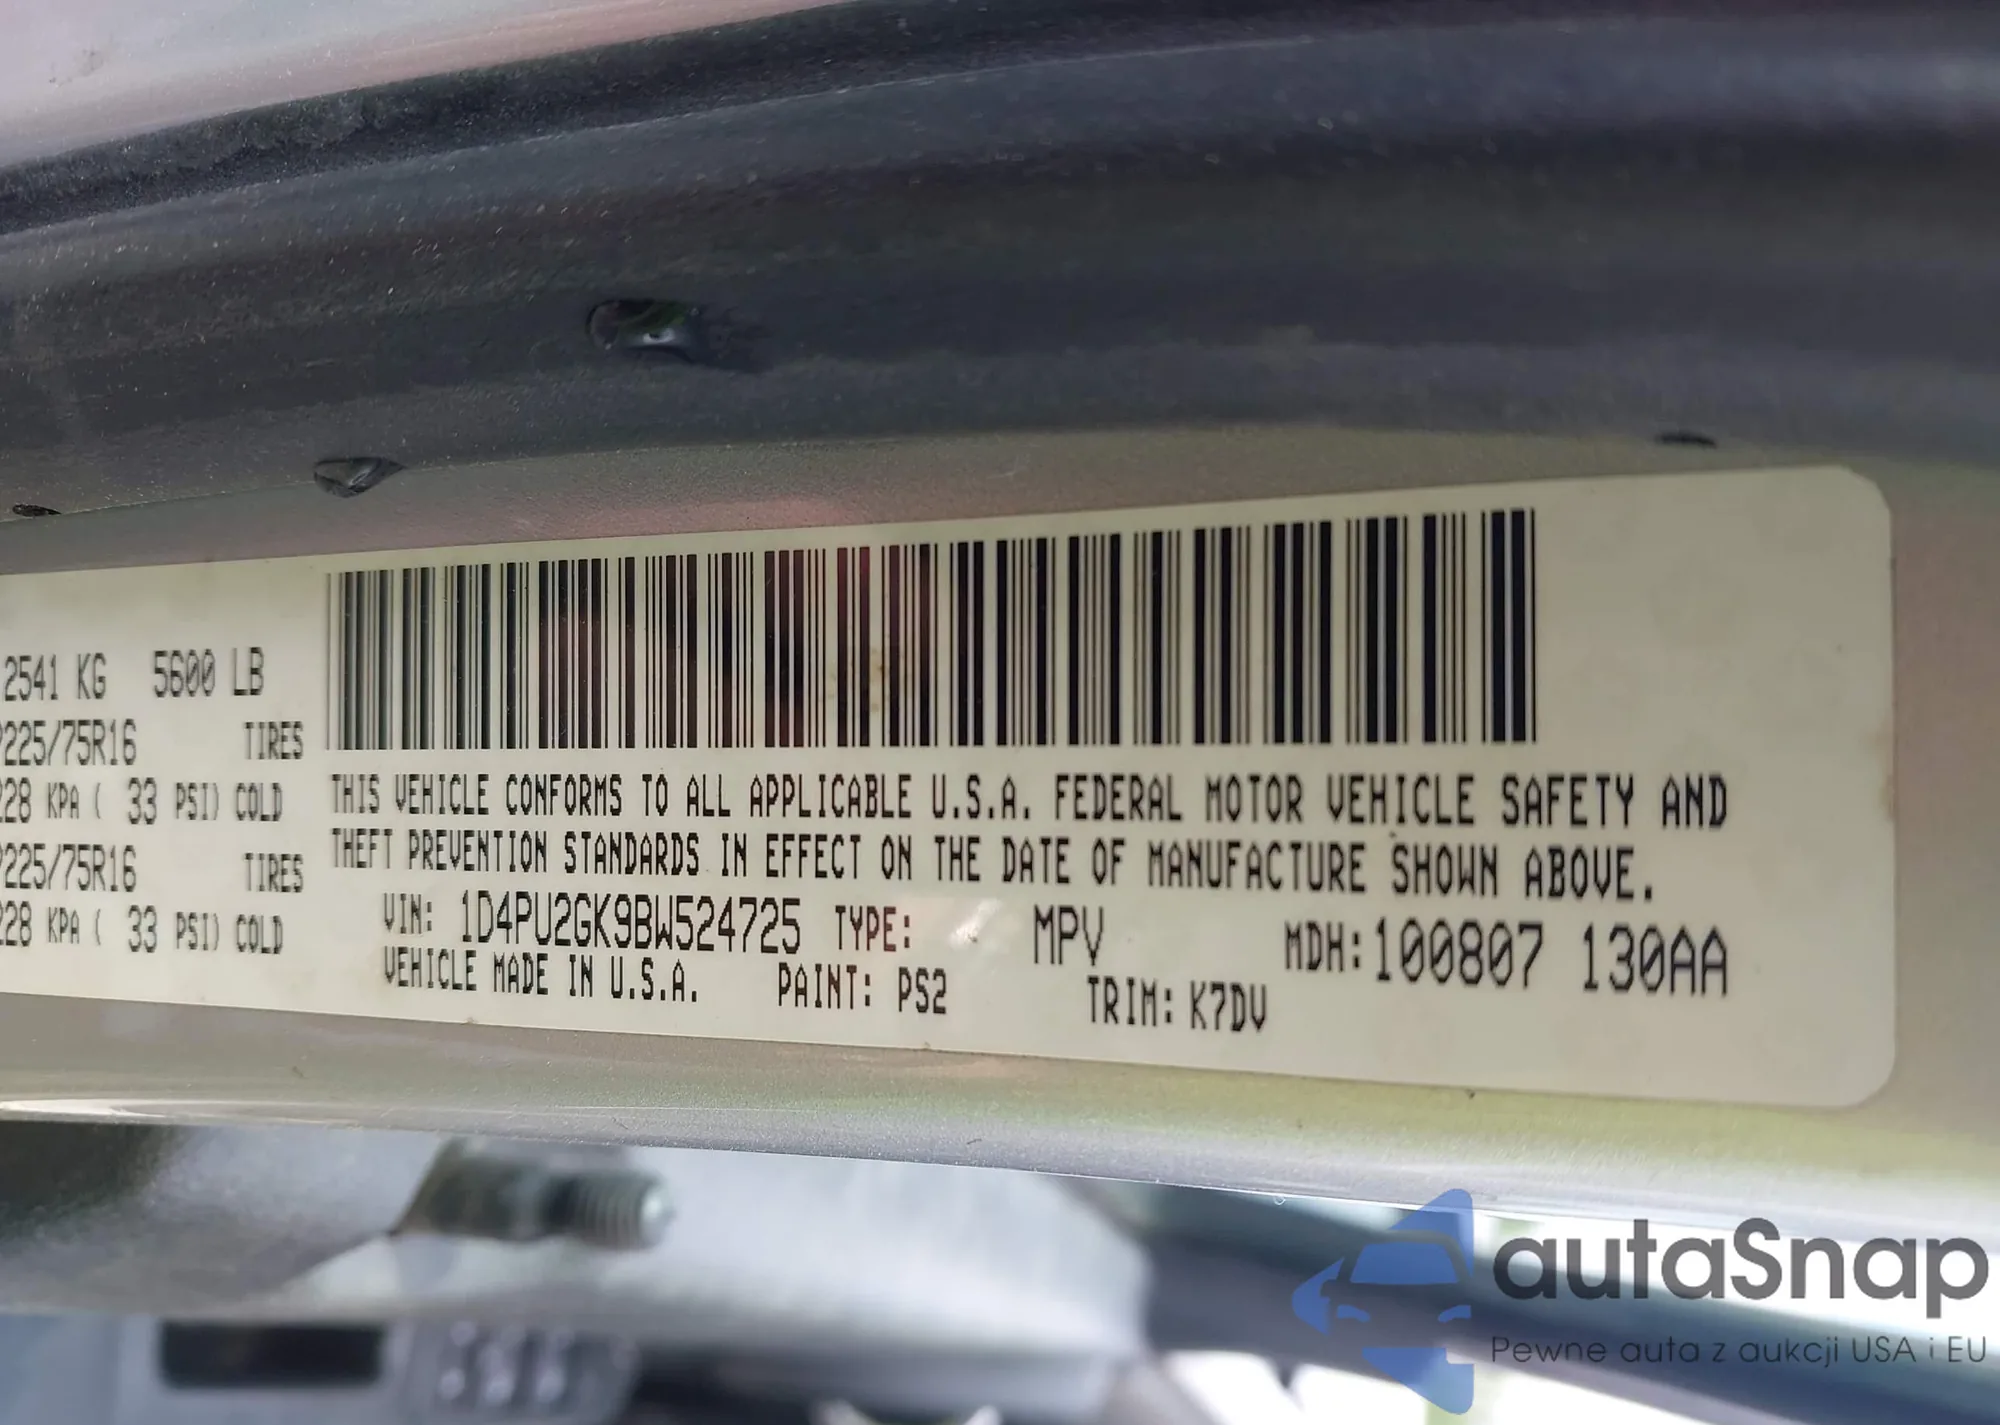 2541 KG 5600 LB
225/75R16 TIRES
228 KPA ( 33 PSI) COLD
225/75R16 TIRES
228 KPA ( 33 PSI) COLD
THIS VEHICLE CONFORMS TO ALL APPLICABLE U.S.A. FEDERAL MOTOR VEHICLE SAFETY AND
THEFT PREVENTION STANDARDS IN EFFECT ON THE DATE OF MANUFACTURE SHOWN ABOVE.
VIN: 1D4PU2GK9BW524725 TYPE: MPV MDH:100807 130AA
VEHICLE MADE IN U.S.A. PAINT: PS2 TRIM: K7DV
autaSnap
Pewne auta z aukcji USA i EU